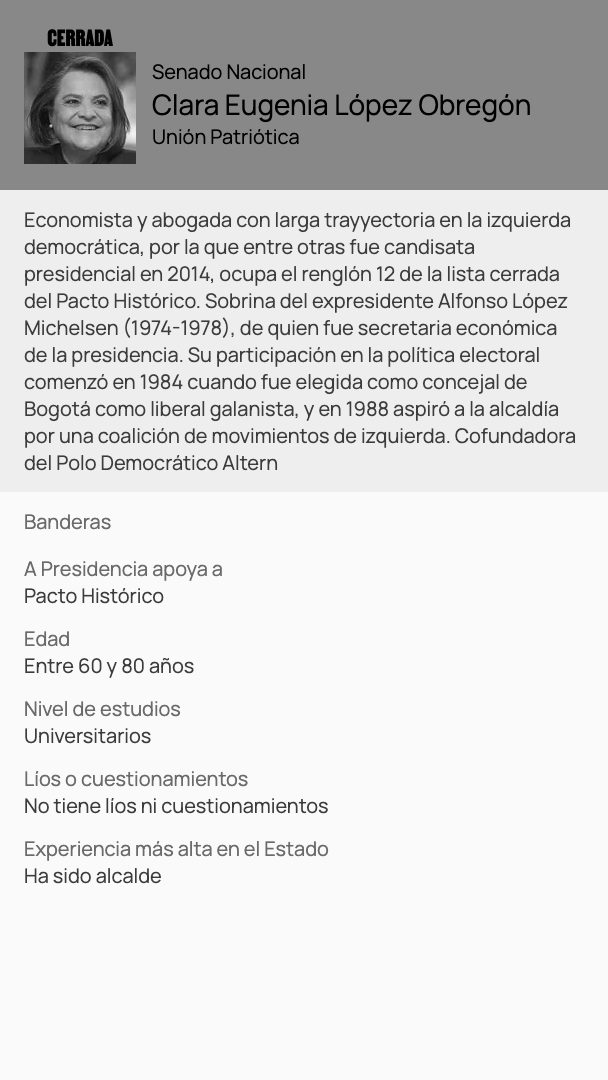 CERRADA
Senado Nacional
Clara Eugenia López Obregón
Unión Patriótica
Economista y abogada con larga trayyectoria en la izquierda
democrática, por la que entre otras fue candisata
presidencial en 2014, ocupa el renglón 12 de la lista cerrada
del Pacto Histórico. Sobrina del expresidente Alfonso López
Michelsen (1974-1978), de quien fue secretaria económica
de la presidencia. Su participación en la política electoral
comenzó en 1984 cuando fue elegida como concejal de
Bogotá como liberal galanista, y en 1988 aspiró a la alcaldía
por una coalición de movimientos de izquierda. Cofundadora
del Polo Democrático Altern
Banderas
A Presidencia apoya a
Pacto Histórico
Edad
Entre 60 y 80 años
Nivel de estudios
Universitarios
Líos o cuestionamientos
No tiene líos ni cuestionamientos
Experiencia más alta en el Estado
Ha sido alcalde